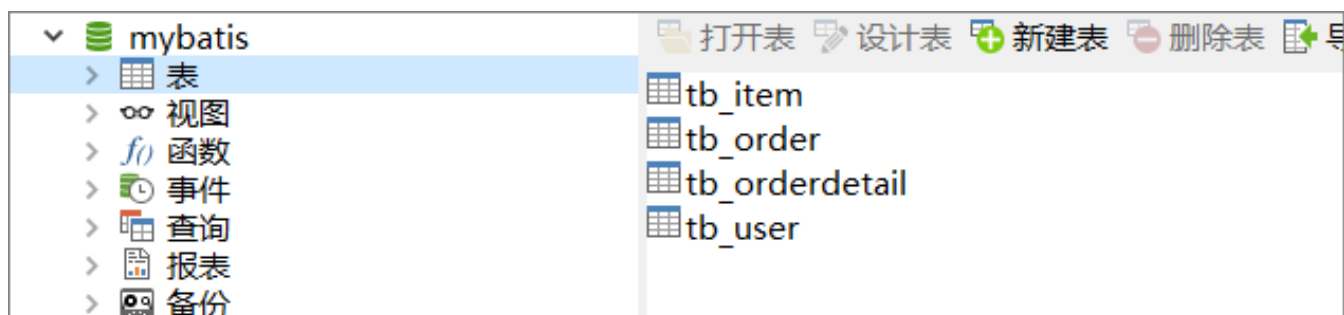 mybatis
表
视图
f()
函数
事件
查询
报表
备份
打开表 设计表 新建表 删除表
tb_item
tb_order
tb_orderdetail
tb_user